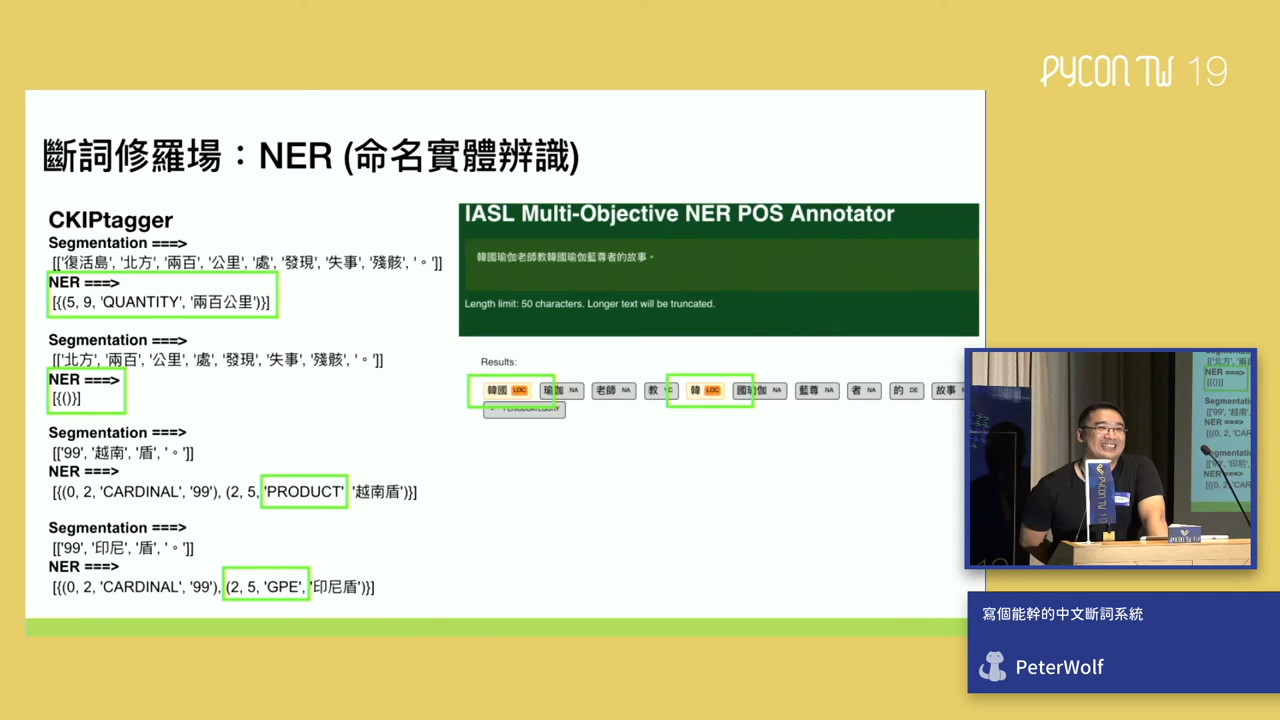 PYCON TW 19
斷詞修羅場：NER (命名實體辨識)
CKIPtagger
Segmentation ===>
[['復活島', '北方', '兩百', '公里', '處', '發現', '失事', '殘骸', '。']]
NER ===>
[{(5, 9, 'QUANTITY', '兩百公里')}]
Segmentation ===>
[['北方', '兩百', '公里', '處', '發現', '失事', '殘骸', '。']]
NER ===>
[{()}]
Segmentation ===>
[['99', '越南', '盾', '。']]
NER ===>
[{(0, 2, 'CARDINAL', '99'), (2, 5, 'PRODUCT' '越南盾')}]
Segmentation ===>
[['99', '印尼', '盾', '。']]
NER ===>
[{(0, 2, 'CARDINAL', '99'), (2, 5, 'GPE', '印尼盾')}]
IASL Multi-Objective NER POS Annotator
韓國瑜伽老師教韓國瑜伽藍尊者的故事。
Length limit: 50 characters. Longer text will be truncated.
Results:
韓國 LOC 瑜伽 NA 老師 NA 教 韓 LOC 國瑜伽 NA 藍尊 NA 者 NA 的 DE 故事
PERIODCATEGORY
寫個能幹的中文斷詞系統
PeterWolf